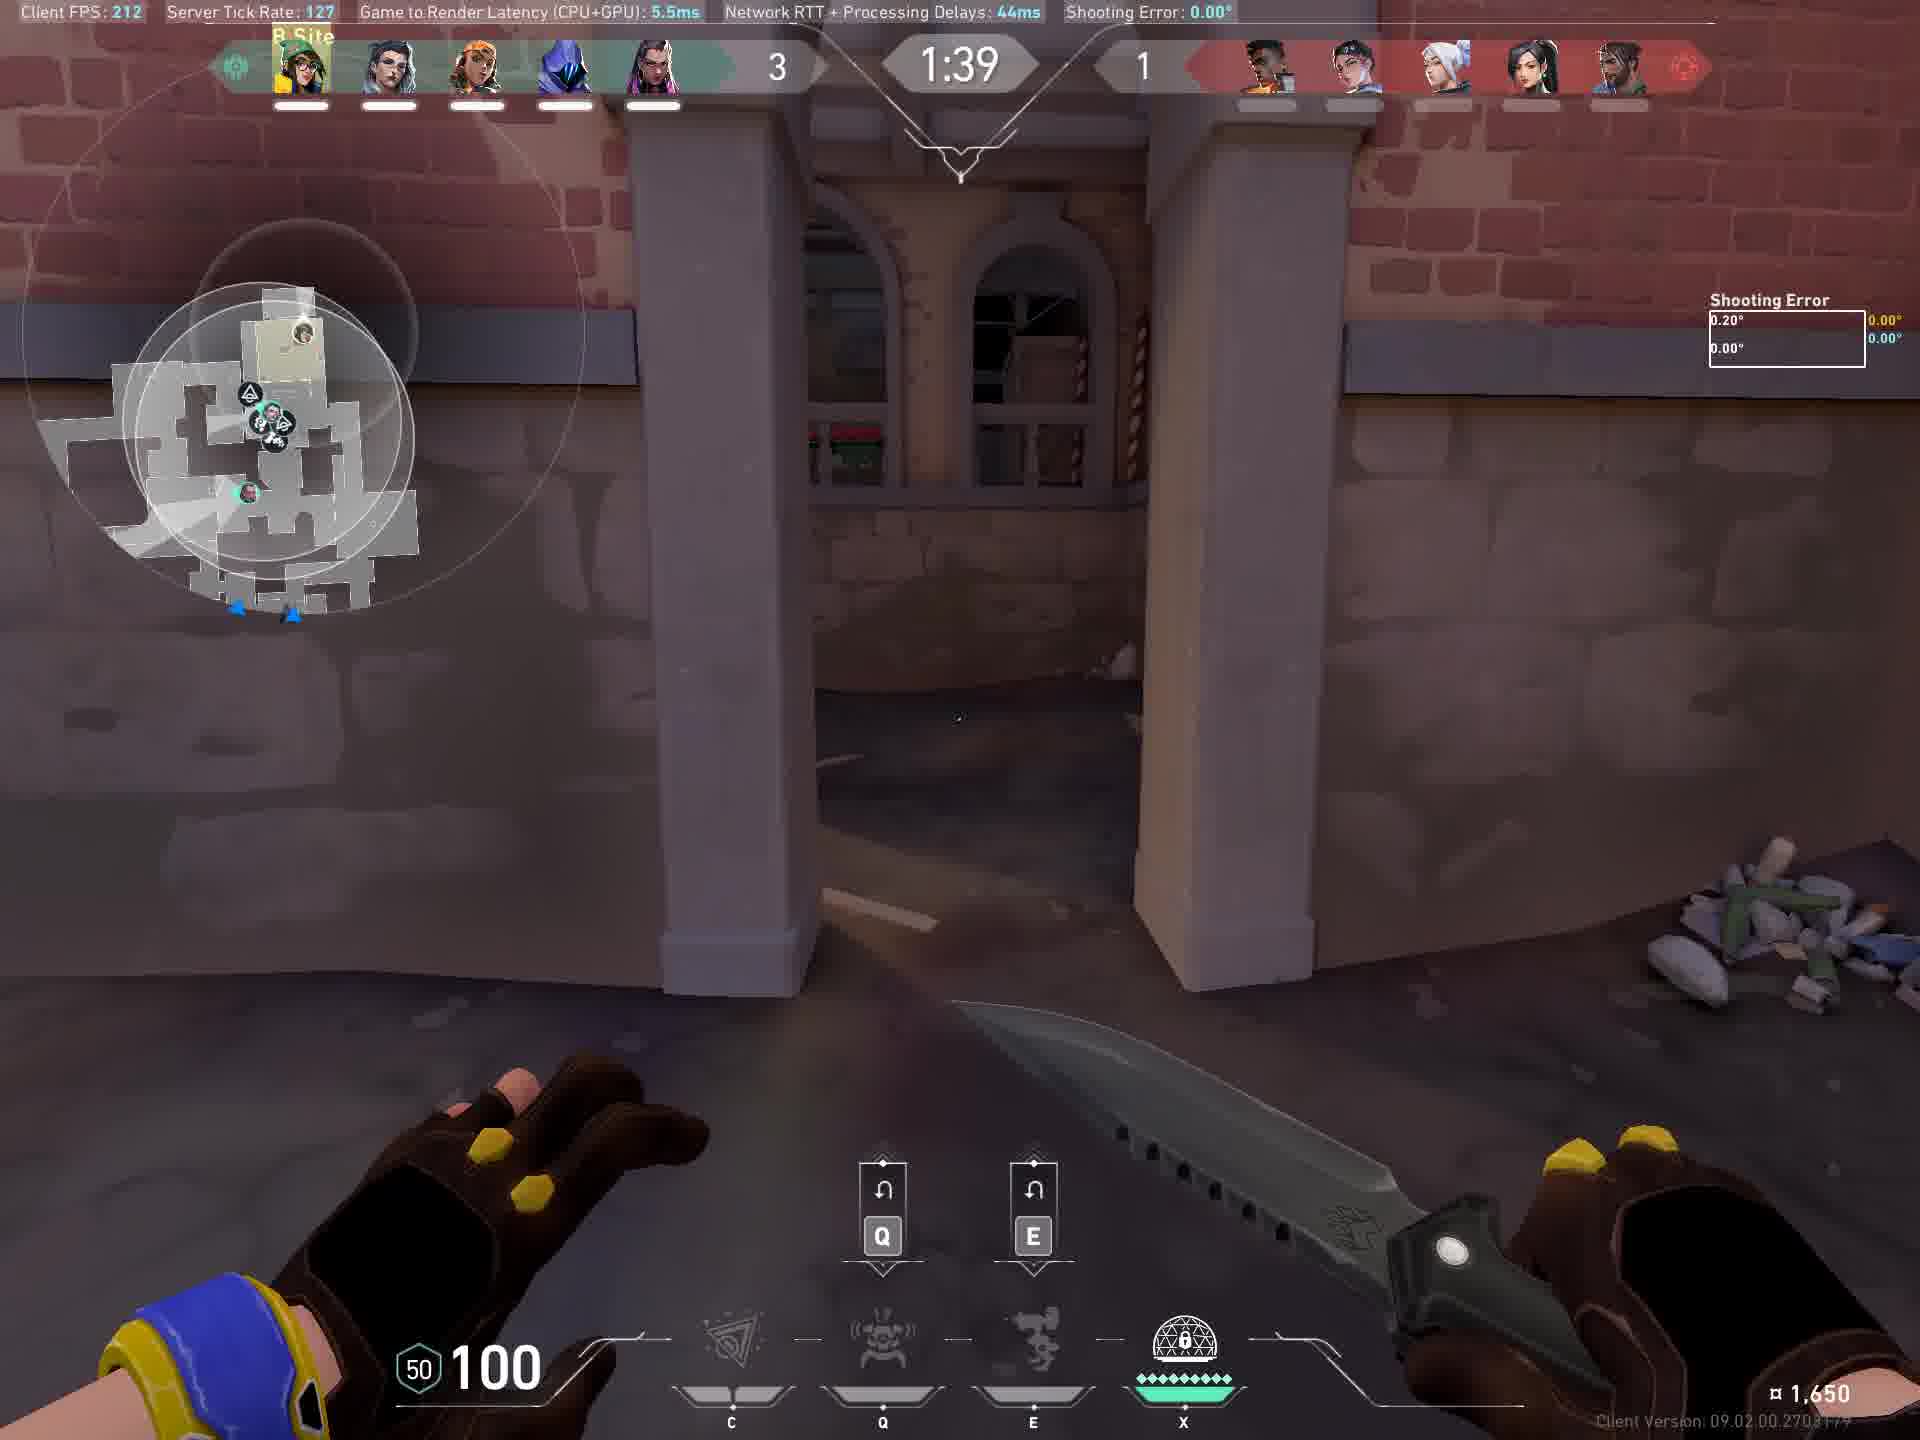 Client FPS: 212 Server Tick Rate: 127 Game to Render Latency (CPU+GPU): 5.5ms Network RTT + Processing Delays: 44ms Shooting Error: 0.00°
B Site
3 1:39 1
Shooting Error
0.20° 0.00°
0.00°
0.00°
Q E
50 100
C Q E X
¤ 1,650
Client Version: 09.02.00.2703179